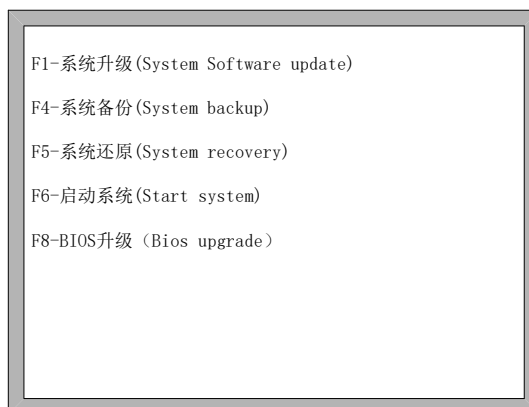 F1-系统升级(System Software update)
F4-系统备份(System backup)
F5-系统还原(System recovery)
F6-启动系统(Start system)
F8-BIOS升级（Bios upgrade）